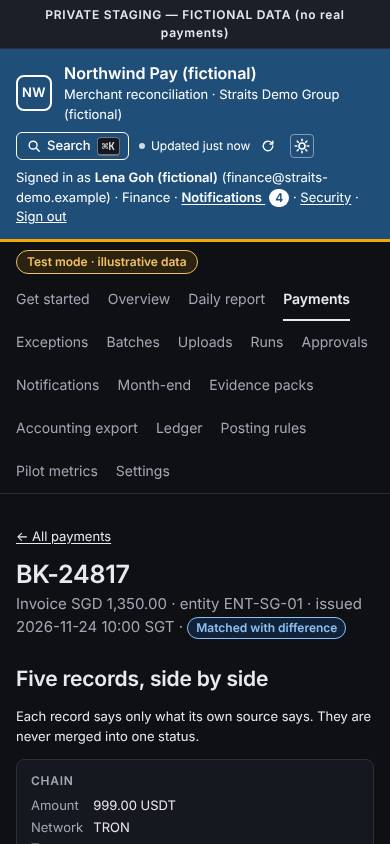 PRIVATE STAGING — FICTIONAL DATA (no real
payments)
NW
Northwind Pay (fictional)
Merchant reconciliation · Straits Demo Group
(fictional)
Search ⌘K
Updated just now
Signed in as Lena Goh (fictional) (finance@straits-
demo.example) · Finance · Notifications 4 · Security ·
Sign out
Test mode · illustrative data
Get started Overview Daily report Payments
Exceptions Batches Uploads Runs Approvals
Notifications Month-end Evidence packs
Accounting export Ledger Posting rules
Pilot metrics Settings
← All payments
BK-24817
Invoice SGD 1,350.00 · entity ENT-SG-01 · issued
2026-11-24 10:00 SGT · Matched with difference
Five records, side by side
Each record says only what its own source says. They are
never merged into one status.
CHAIN
Amount 999.00 USDT
Network TRON